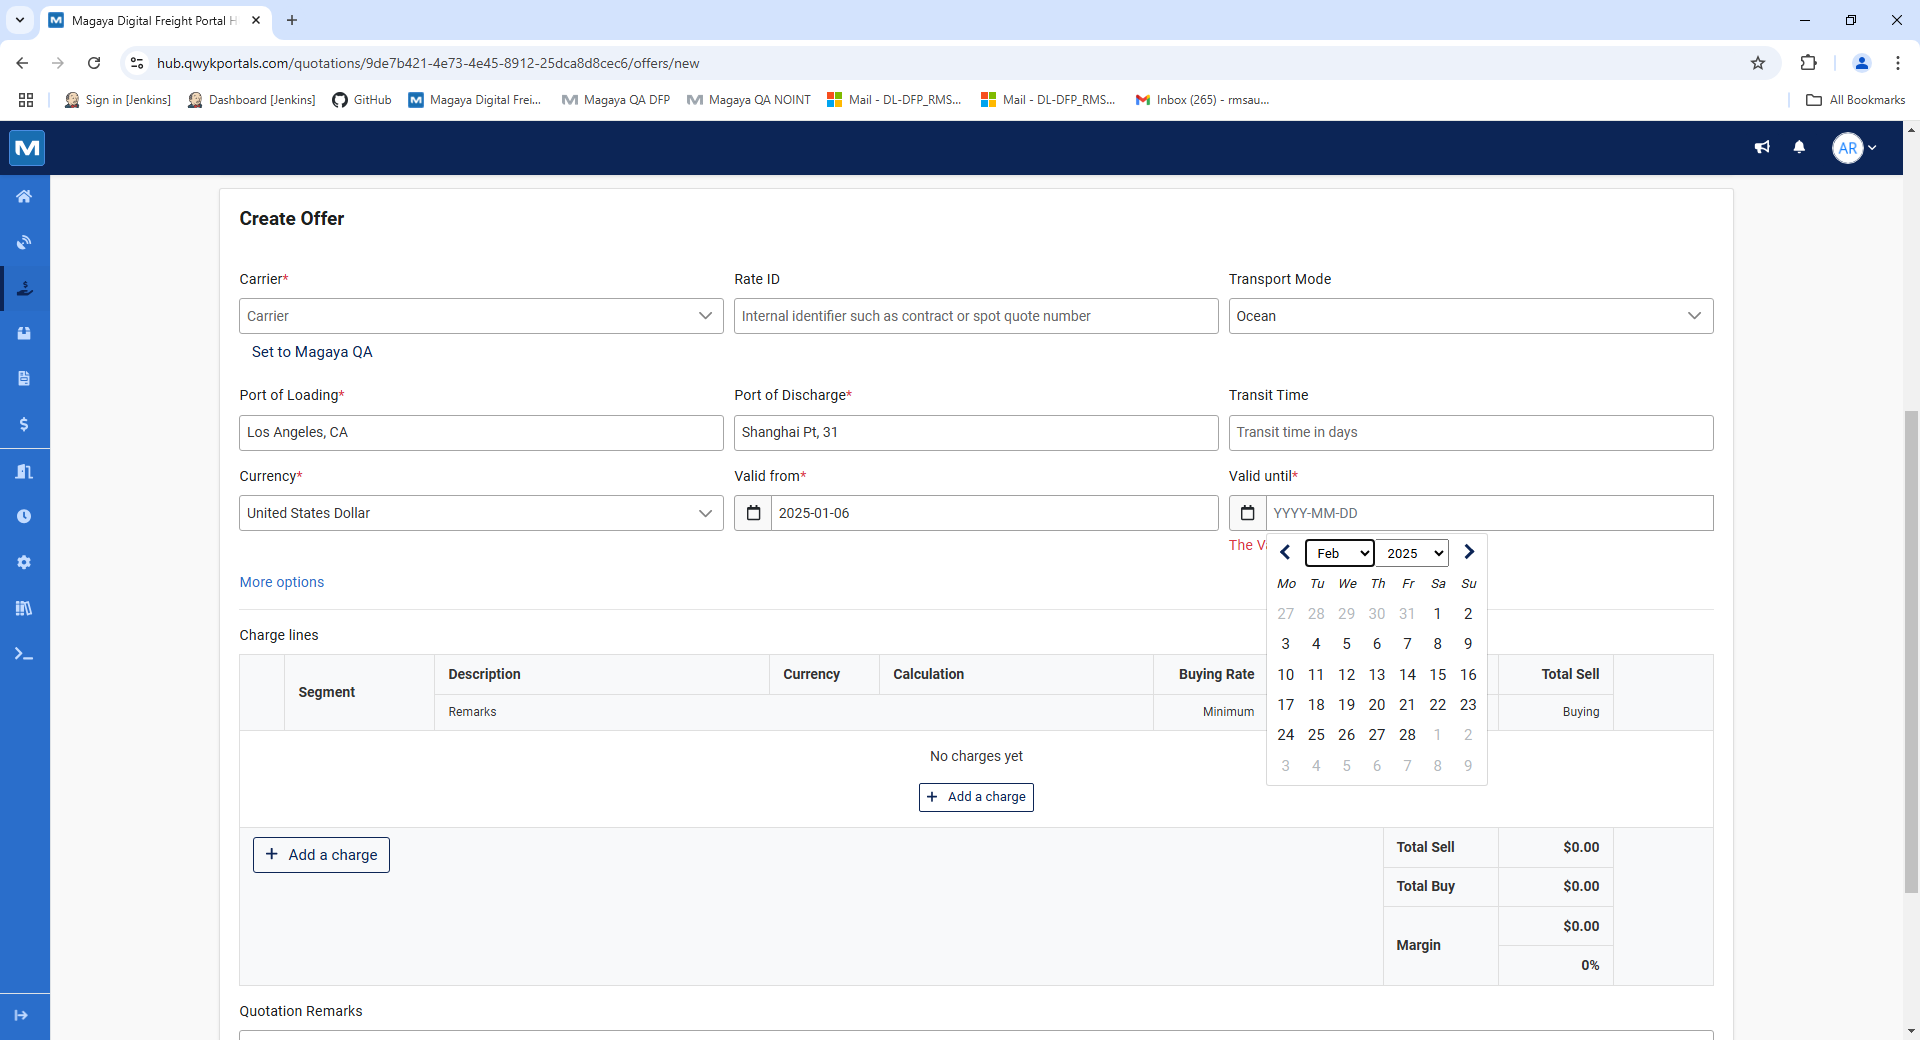 Magaya Digital Freight Portal H
hub.qwykportals.com/quotations/9de7b421-4e73-4e45-8912-25dca8d8cec6/offers/new
Sign in [Jenkins]
Dashboard [Jenkins]
GitHub
Magaya Digital Frei...
Magaya QA DFP
Magaya QA NOINT
Mail - DL-DFP_RMS...
Mail - DL-DFP_RMS...
Inbox (265) - rmsau...
All Bookmarks
M
AR
Create Offer
Carrier*
Rate ID
Transport Mode
Carrier
Internal identifier such as contract or spot quote number
Ocean
Set to Magaya QA
Port of Loading*
Port of Discharge*
Transit Time
Los Angeles, CA
Shanghai Pt, 31
Transit time in days
Currency*
Valid from*
Valid until*
United States Dollar
2025-01-06
YYYY-MM-DD
The V
Feb
2025
Mo Tu We Th Fr Sa Su
27 28 29 30 31 1 2
3 4 5 6 7 8 9
10 11 12 13 14 15 16
17 18 19 20 21 22 23
24 25 26 27 28 1 2
3 4 5 6 7 8 9
More options
Charge lines
Segment
Description
Currency
Calculation
Buying Rate
Total Sell
Remarks
Minimum
Buying
No charges yet
+ Add a charge
+ Add a charge
Total Sell
$0.00
Total Buy
$0.00
Margin
$0.00
0%
Quotation Remarks